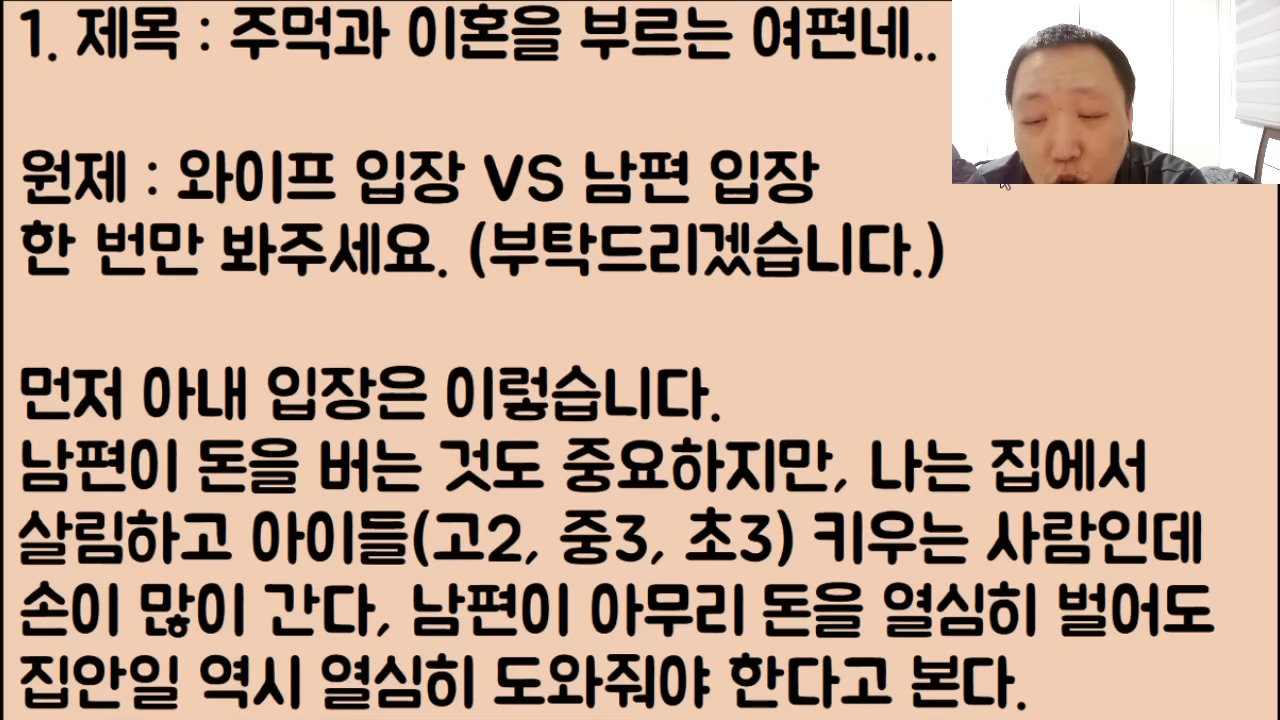 1. 제목 : 주먹과 이혼을 부르는 여편네..
원제 : 와이프 입장 VS 남편 입장
한 번만 봐주세요. (부탁드리겠습니다.)
먼저 아내 입장은 이렇습니다.
남편이 돈을 버는 것도 중요하지만, 나는 집에서
살림하고 아이들(고2, 중3, 초3) 키우는 사람인데
손이 많이 간다, 남편이 아무리 돈을 열심히 벌어도
집안일 역시 열심히 도와줘야 한다고 본다.